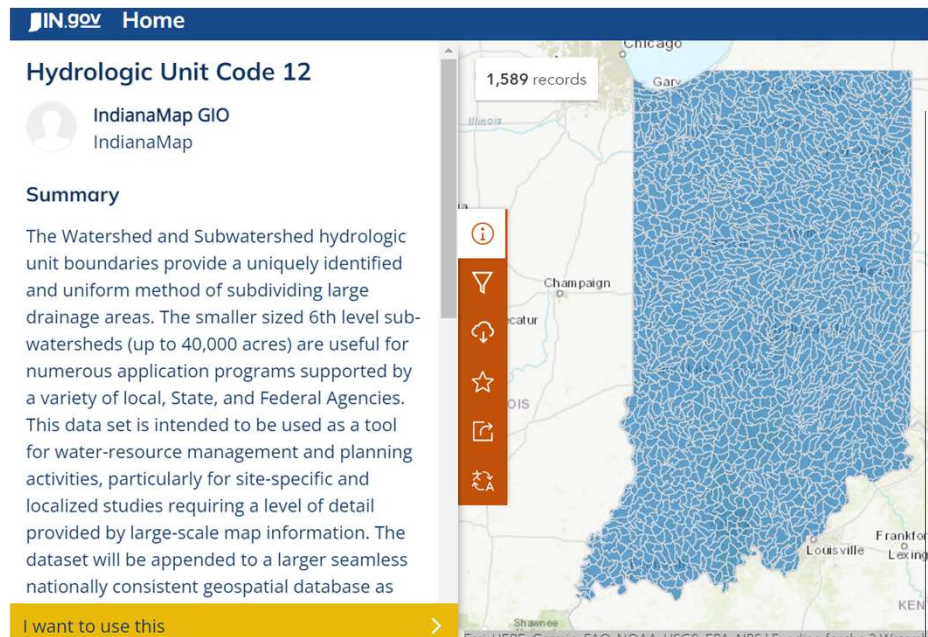 IN.gov Home
Hydrologic Unit Code 12
IndianaMap GIO
IndianaMap
Summary
The Watershed and Subwatershed hydrologic
unit boundaries provide a uniquely identified
and uniform method of subdividing large
drainage areas. The smaller sized 6th level sub-
watersheds (up to 40,000 acres) are useful for
numerous application programs supported by
a variety of local, State, and Federal Agencies.
This data set is intended to be used as a tool
for water-resource management and planning
activities, particularly for site-specific and
localized studies requiring a level of detail
provided by large-scale map information. The
dataset will be appended to a larger seamless
nationally consistent geospatial database as
I want to use this
1,589 records
Chicago
Gary
Illinois
Champaign
ecatur
OIS
Louisville
Frankfor
Lexing
KEN
Shawnee